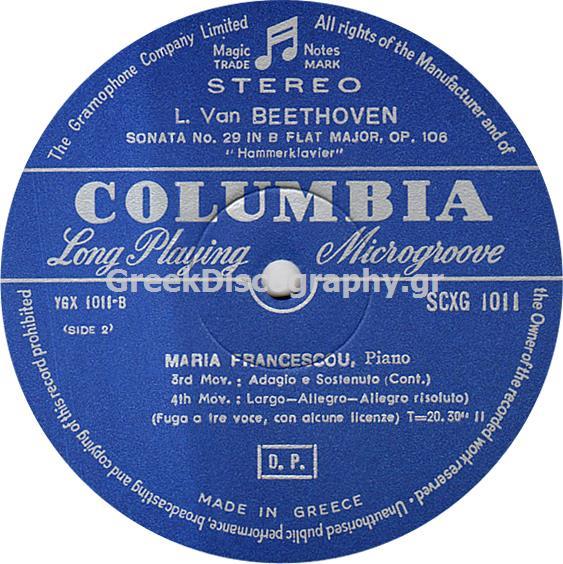 The Gramophone Company Limited
All rights of the Manufacturer and of
the Owner of the recorded work reserved • Unauthorised public performance, broadcasting and copying of this record prohibited
Magic Notes
TRADE MARK
STEREO
L. Van BEETHOVEN
SONATA No. 29 IN B FLAT MAJOR, OP. 106
"Hammerklavier"
COLUMBIA
Long Playing Microgroove
GreekDiscography.gr
YGX 1011-B
SCXG 1011
(SIDE 2)
MARIA FRANCESCOU, Piano
3rd Mov.: Adagio e Sostenuto (Cont.)
4th Mov.: Largo—Allegro—Allegro risoluto)
(Fuga a tre voce, con alcune licenze) T=20.30"
D. P.
MADE IN GREECE